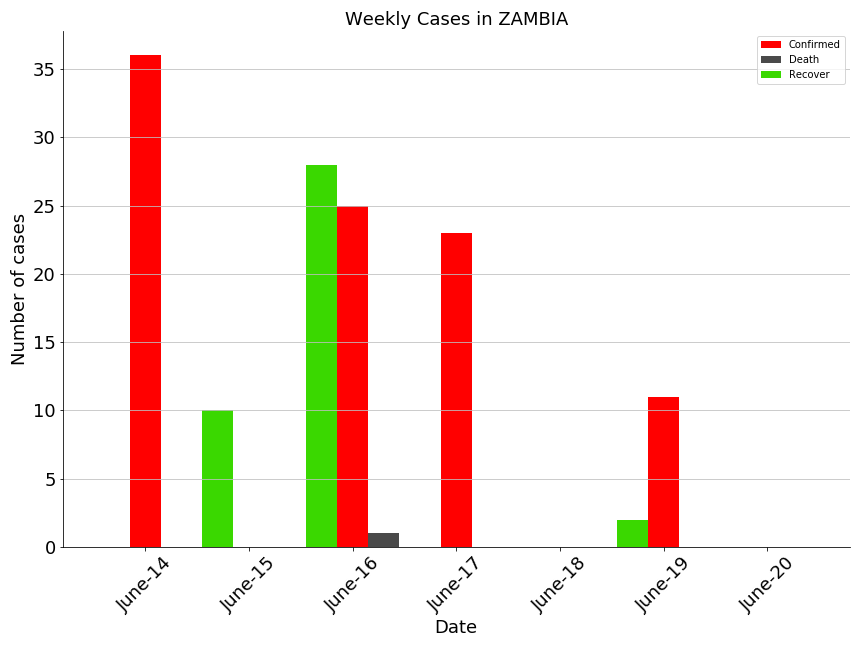 Weekly Cases in ZAMBIA
Confirmed
Death
Recover
Number of cases
35
30
25
20
15
10
5
0
June-14
June-15
June-16
June-17
June-18
June-19
June-20
Date